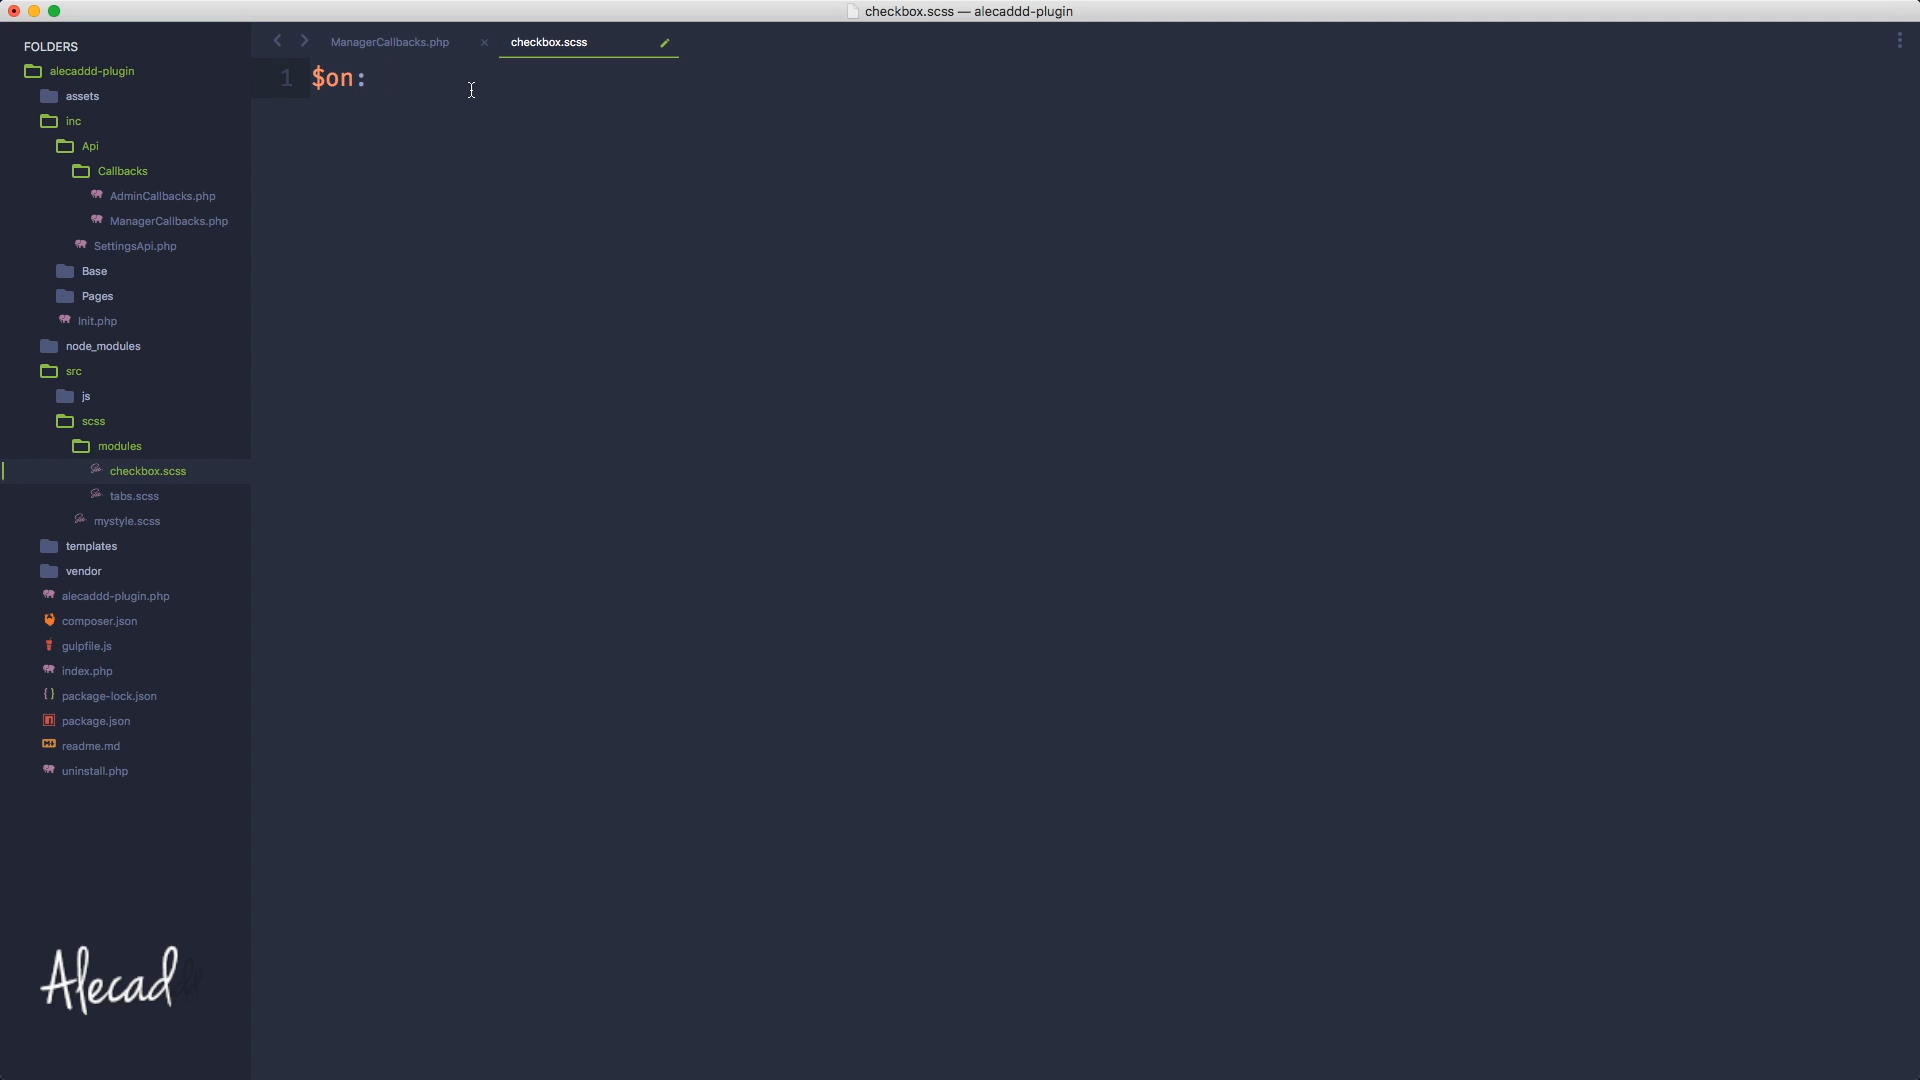 checkbox.scss — alecaddd-plugin
FOLDERS
alecaddd-plugin
assets
inc
Api
Callbacks
AdminCallbacks.php
ManagerCallbacks.php
SettingsApi.php
Base
Pages
Init.php
node_modules
src
js
scss
modules
checkbox.scss
tabs.scss
mystyle.scss
templates
vendor
alecaddd-plugin.php
composer.json
gulpfile.js
index.php
package-lock.json
package.json
readme.md
uninstall.php
Alecaddd
ManagerCallbacks.php
checkbox.scss
1 $on: